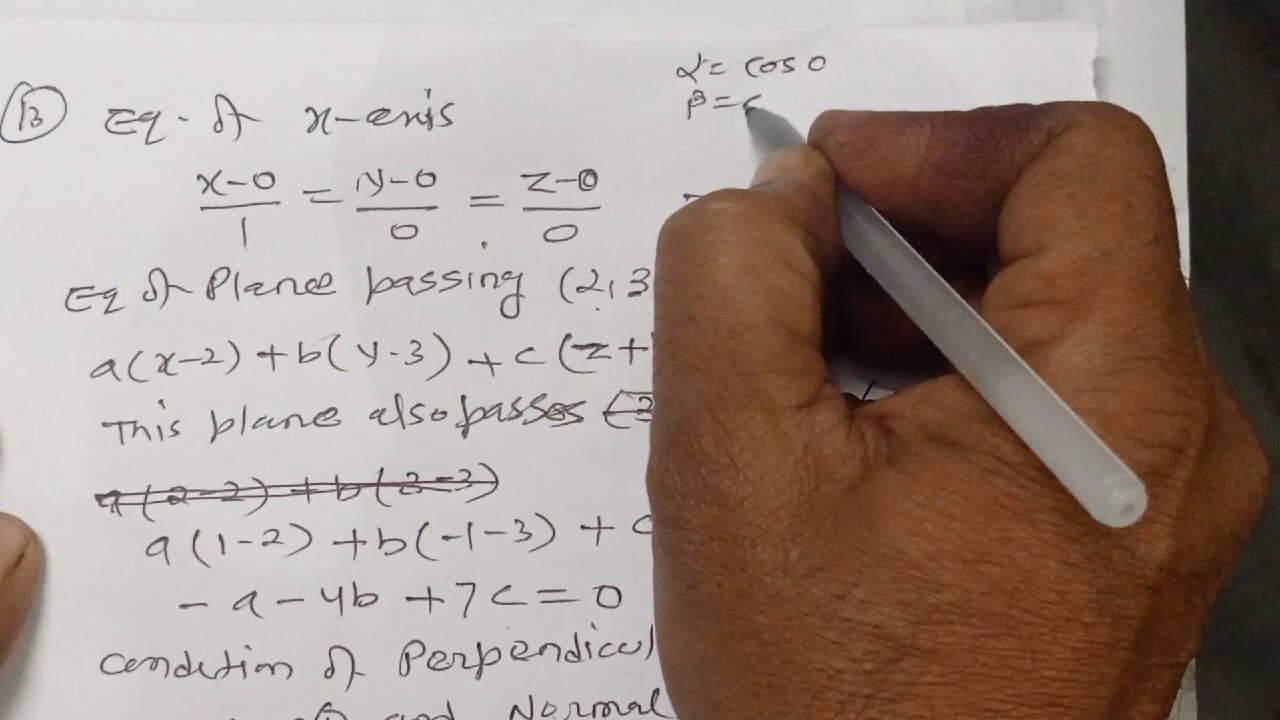 α = cos 0
β = c
(13) Eq. of x-axis
x-0/1 = y-0/0 = z-0/0
Eq of Plane passing (2, 3
a(x-2) + b(y-3) + c(z+
This plane also passes (3
a(2-2) + b(3-3)
a(1-2) + b(-1-3) + c
- a - 4b + 7c = 0
condition of Perpendicul
and Normal